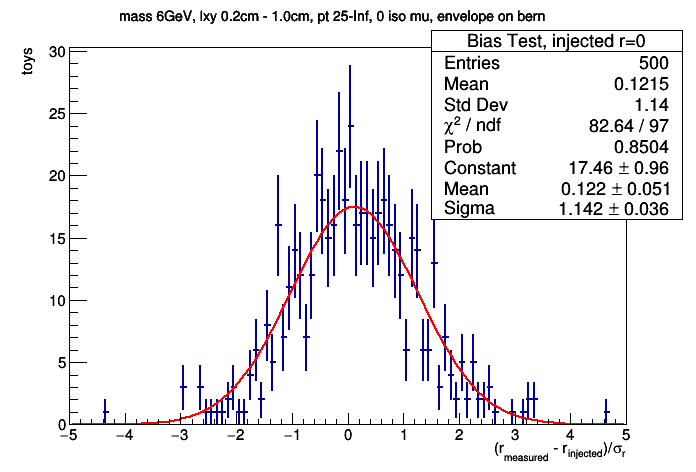 mass 6GeV, lxy 0.2cm - 1.0cm, pt 25-Inf, 0 iso mu, envelope on bern
Bias Test, injected r=0
Entries 500
Mean 0.1215
Std Dev 1.14
χ² / ndf 82.64 / 97
Prob 0.8504
Constant 17.46 ± 0.96
Mean 0.122 ± 0.051
Sigma 1.142 ± 0.036
toys
30
25
20
15
10
5
0
−5 −4 −3 −2 −1 0 1 2 3 4 5
(r_measured - r_injected)/σ_r